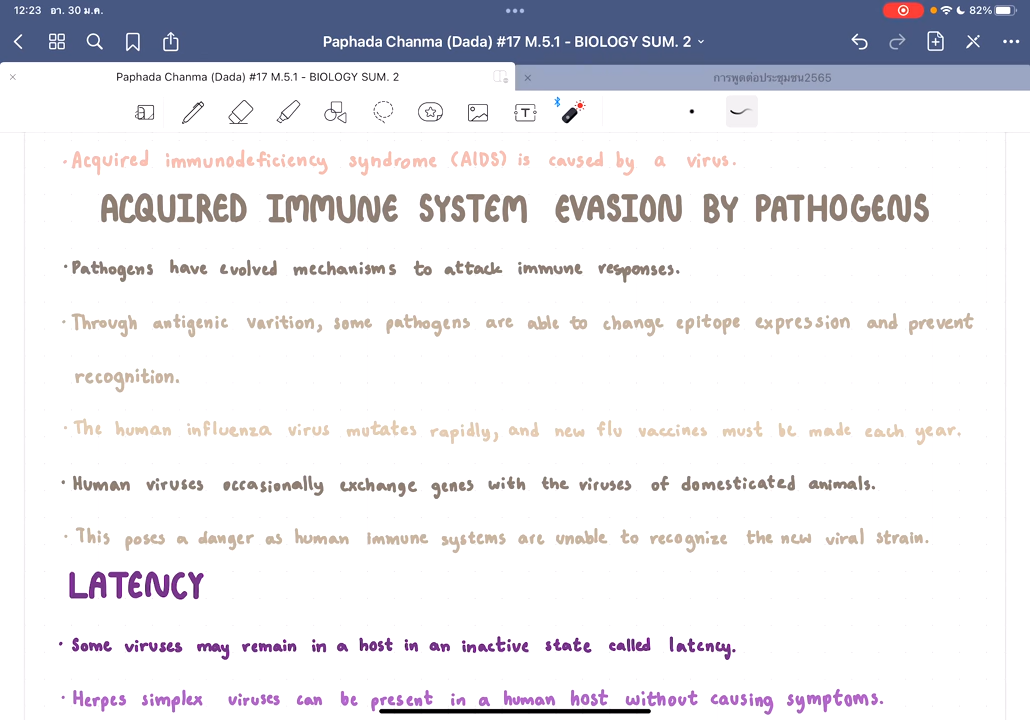 12:23 อา. 30 ม.ค.
82%
Paphada Chanma (Dada) #17 M.5.1 - BIOLOGY SUM. 2
Paphada Chanma (Dada) #17 M.5.1 - BIOLOGY SUM. 2
การพูดต่อประชุมชน2565
• Acquired immunodeficiency syndrome (AIDS) is caused by a virus.
ACQUIRED IMMUNE SYSTEM EVASION BY PATHOGENS
• Pathogens have evolved mechanisms to attack immune responses.
• Through antigenic varition, some pathogens are able to change epitope expression and prevent
recognition.
• The human influenza virus mutates rapidly, and new flu vaccines must be made each year.
• Human viruses occasionally exchange genes with the viruses of domesticated animals.
• This poses a danger as human immune systems are unable to recognize the new viral strain.
LATENCY
• Some viruses may remain in a host in an inactive state called latency.
• Herpes simplex viruses can be present in a human host without causing symptoms.